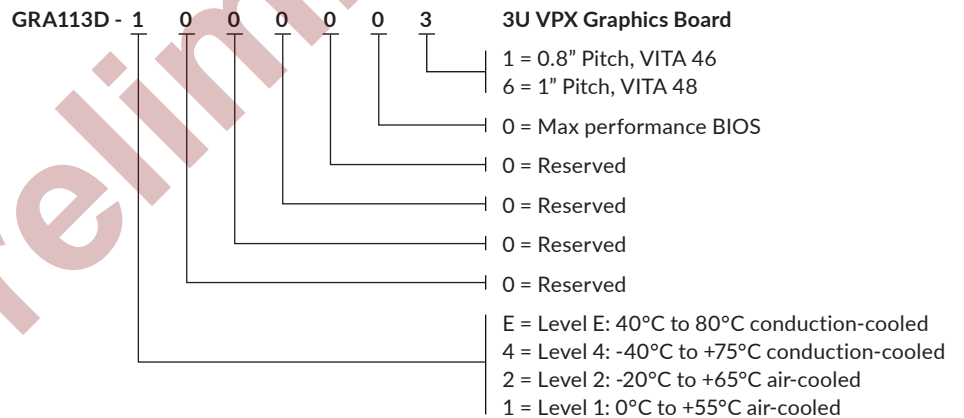 GRA113D - 1 0 0 0 0 0 3 3U VPX Graphics Board
1 = 0.8” Pitch, VITA 46
6 = 1” Pitch, VITA 48
0 = Max performance BIOS
0 = Reserved
0 = Reserved
0 = Reserved
0 = Reserved
E = Level E: 40°C to 80°C conduction-cooled
4 = Level 4: -40°C to +75°C conduction-cooled
2 = Level 2: -20°C to +65°C air-cooled
1 = Level 1: 0°C to +55°C air-cooled
relim